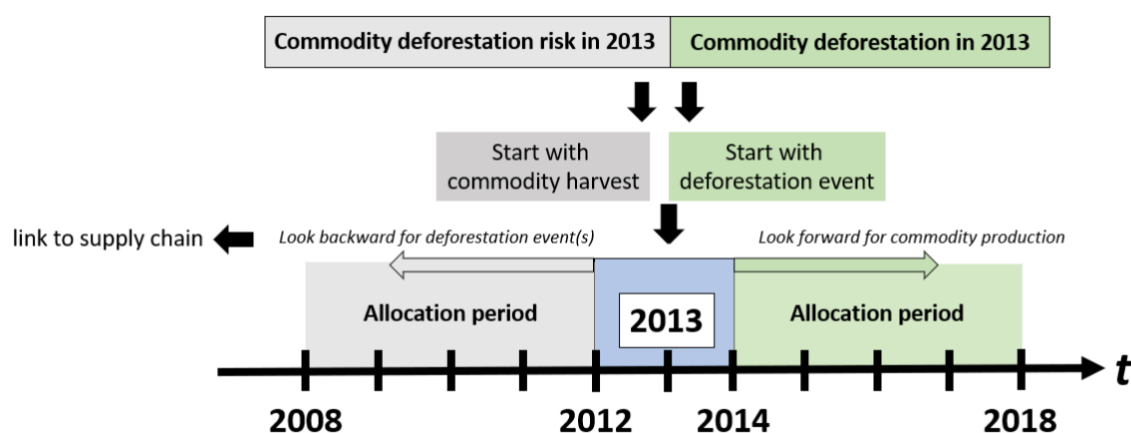 Commodity deforestation risk in 2013
Commodity deforestation in 2013
Start with
commodity harvest
Start with
deforestation event
link to supply chain
Look backward for deforestation event(s)
Look forward for commodity production
Allocation period
2013
Allocation period
t
2008
2012
2014
2018